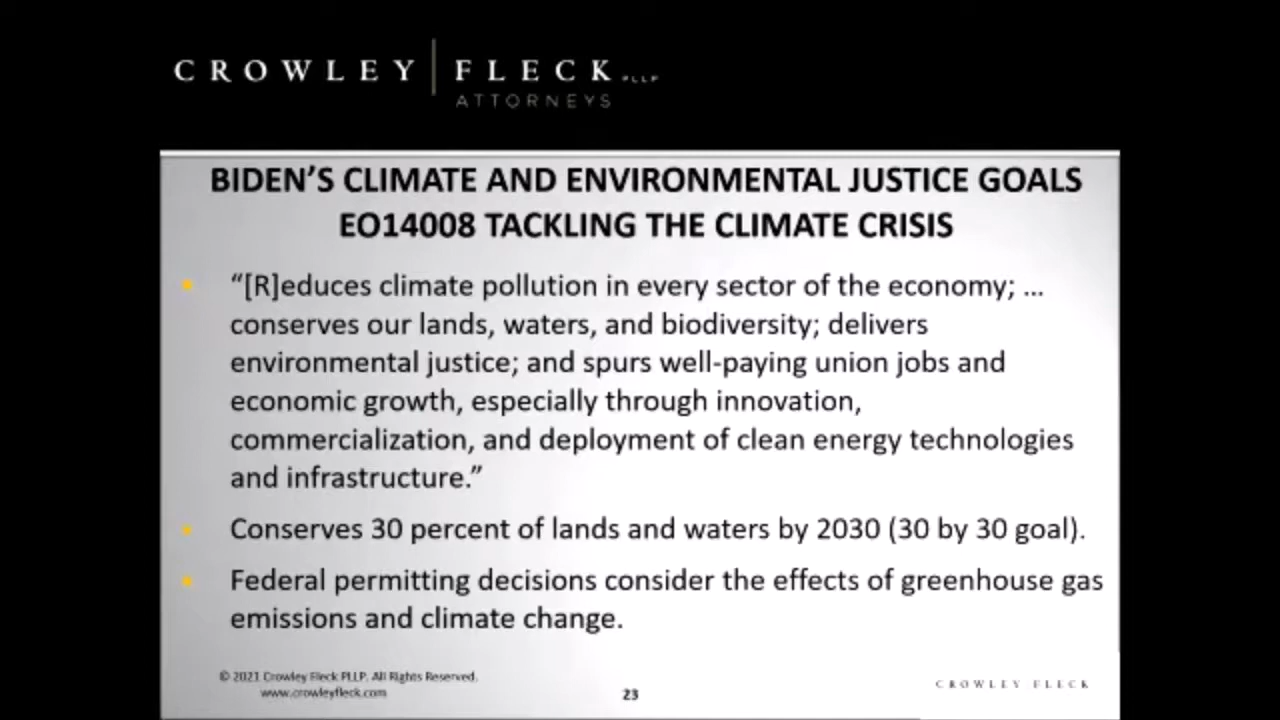 CROWLEY | FLECK PLLP
ATTORNEYS
BIDEN’S CLIMATE AND ENVIRONMENTAL JUSTICE GOALS
EO14008 TACKLING THE CLIMATE CRISIS
“[R]educes climate pollution in every sector of the economy; …
conserves our lands, waters, and biodiversity; delivers
environmental justice; and spurs well-paying union jobs and
economic growth, especially through innovation,
commercialization, and deployment of clean energy technologies
and infrastructure.”
Conserves 30 percent of lands and waters by 2030 (30 by 30 goal).
Federal permitting decisions consider the effects of greenhouse gas
emissions and climate change.
© 2021 Crowley Fleck PLLP. All Rights Reserved.
www.crowleyfleck.com
23
CROWLEY FLECK